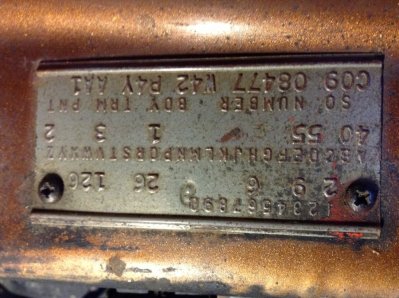 1234567890
2 9 6 26 126
ABCDEFGHJKLMNPQRSTUVWXYZ
40 55 1 3 2
SO NUMBER BDY TRM PNT
C09 08477 W42 P4Y AA1